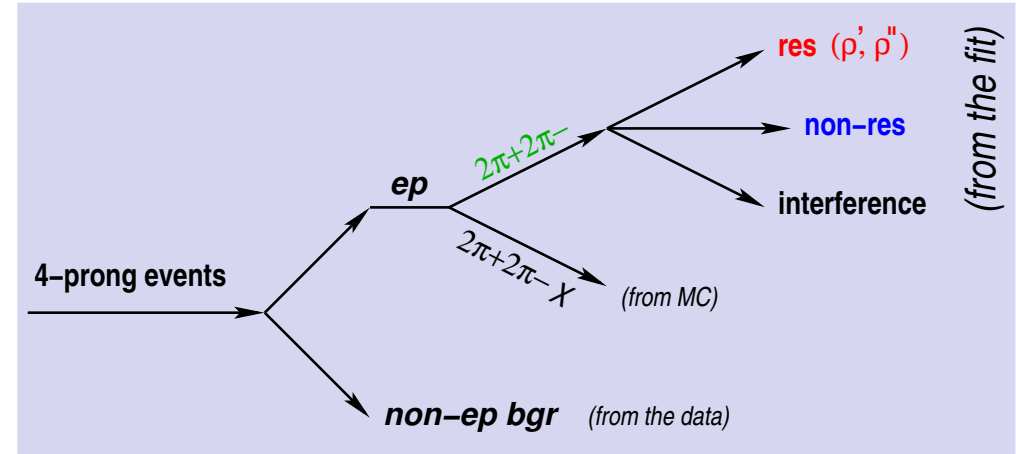 res (ρ', ρ")
(from the fit)
non–res
2π+2π–
ep
interference
2π+2π– X
4–prong events
(from MC)
non–ep bgr (from the data)